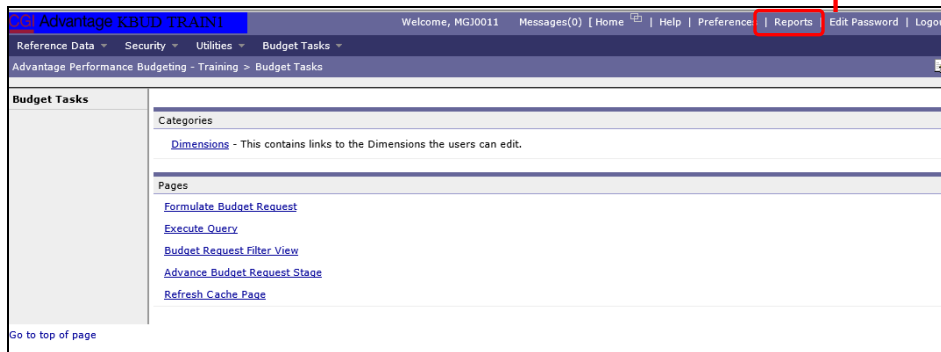 CGI Advantage KBUD TRAIN1 Welcome, MGJ0011 Messages(0) [ Home | Help | Preferences | Reports | Edit Password | Logou
Reference Data Security Utilities Budget Tasks
Advantage Performance Budgeting - Training > Budget Tasks
Budget Tasks
Categories
Dimensions - This contains links to the Dimensions the users can edit.
Pages
Formulate Budget Request
Execute Query
Budget Request Filter View
Advance Budget Request Stage
Refresh Cache Page
Go to top of page